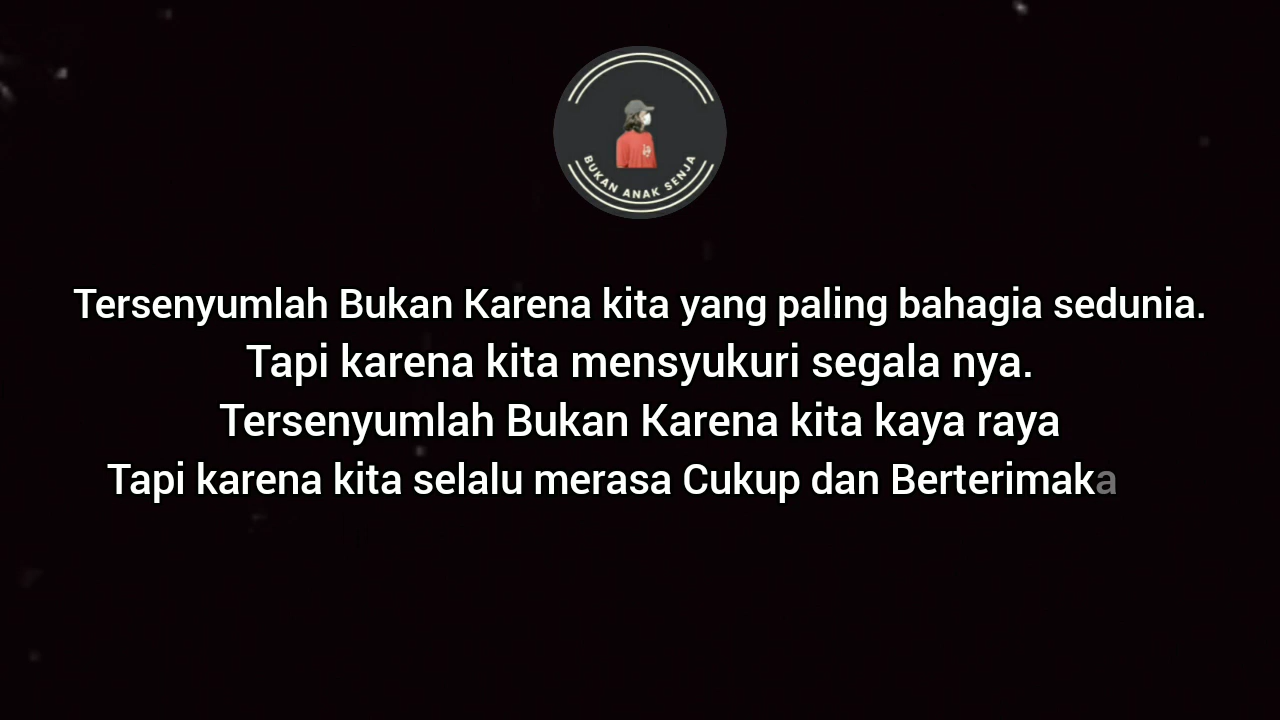 BUKAN ANAK SENJA
Tersenyumlah Bukan Karena kita yang paling bahagia sedunia.
Tapi karena kita mensyukuri segala nya.
Tersenyumlah Bukan Karena kita kaya raya
Tapi karena kita selalu merasa Cukup dan Berterimaka